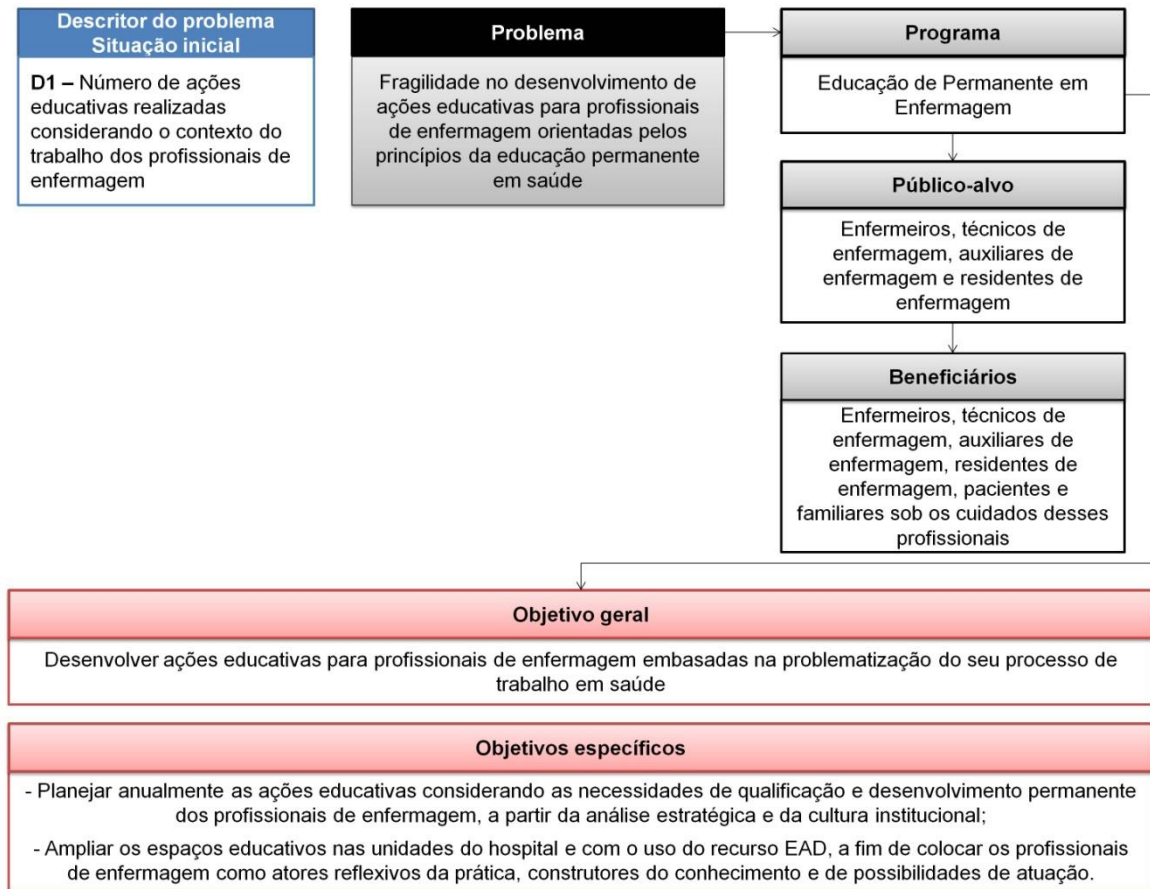 Descritor do problema
Situação inicial
D1 – Número de ações
educativas realizadas
considerando o contexto do
trabalho dos profissionais de
enfermagem
Problema
Fragilidade no desenvolvimento de
ações educativas para profissionais
de enfermagem orientadas pelos
princípios da educação permanente
em saúde
Programa
Educação de Permanente em
Enfermagem
Público-alvo
Enfermeiros, técnicos de
enfermagem, auxiliares de
enfermagem e residentes de
enfermagem
Beneficiários
Enfermeiros, técnicos de
enfermagem, auxiliares de
enfermagem, residentes de
enfermagem, pacientes e
familiares sob os cuidados desses
profissionais
Objetivo geral
Desenvolver ações educativas para profissionais de enfermagem embasadas na problematização do seu processo de
trabalho em saúde
Objetivos específicos
- Planejar anualmente as ações educativas considerando as necessidades de qualificação e desenvolvimento permanente
dos profissionais de enfermagem, a partir da análise estratégica e da cultura institucional;
- Ampliar os espaços educativos nas unidades do hospital e com o uso do recurso EAD, a fim de colocar os profissionais
de enfermagem como atores reflexivos da prática, construtores do conhecimento e de possibilidades de atuação.